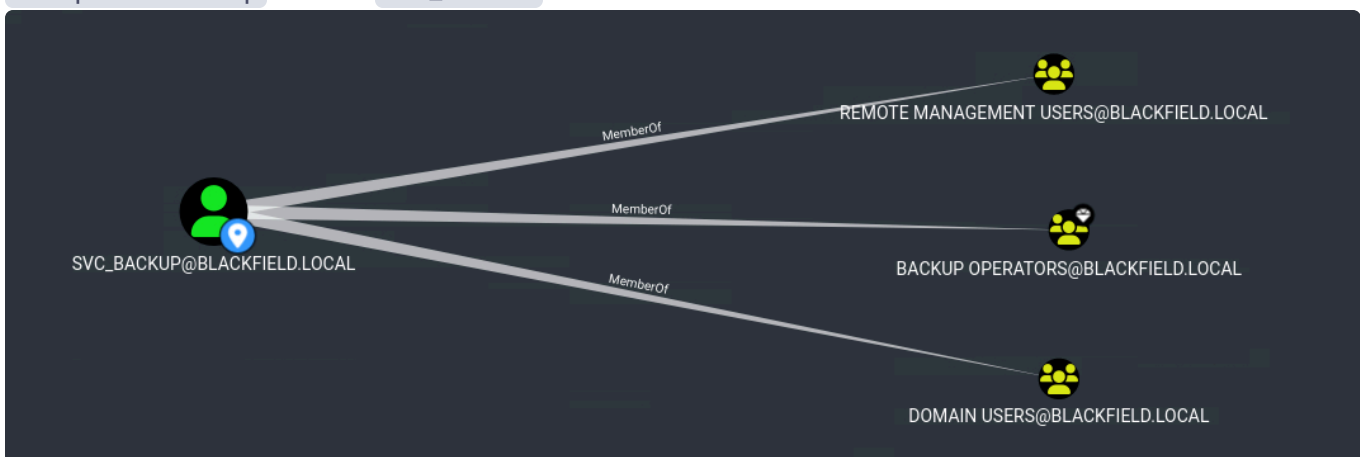 REMOTE MANAGEMENT USERS@BLACKFIELD.LOCAL
MemberOf
MemberOf
SVC_BACKUP@BLACKFIELD.LOCAL
BACKUP OPERATORS@BLACKFIELD.LOCAL
MemberOf
DOMAIN USERS@BLACKFIELD.LOCAL